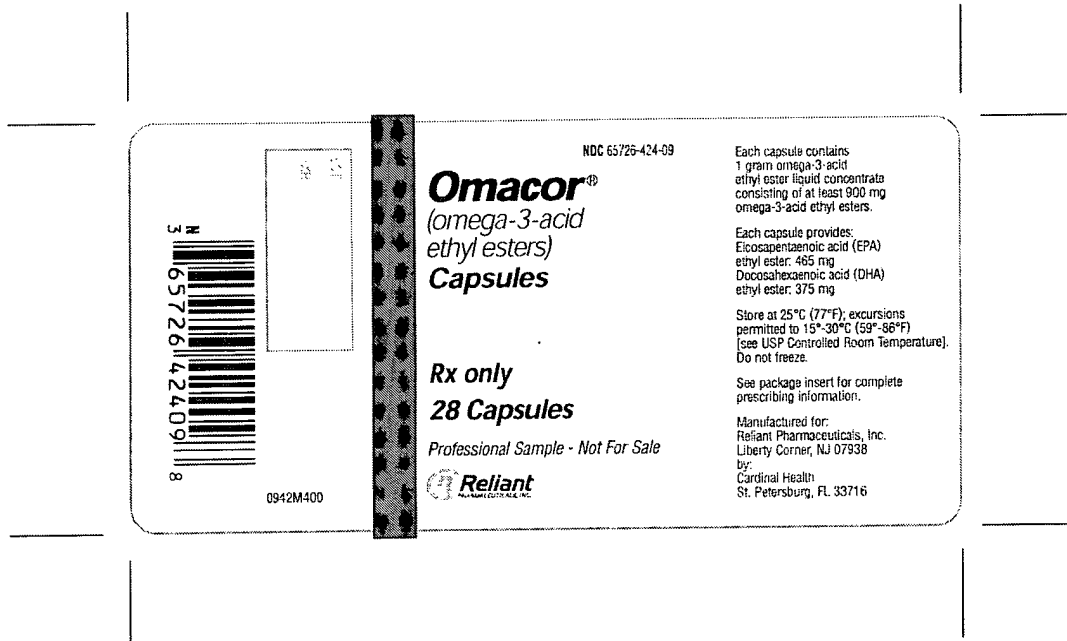 N
3 65726 42409 8
0942M400
NDC 65726-424-09
Omacor®
(omega-3-acid
ethyl esters)
Capsules
Rx only
28 Capsules
Professional Sample - Not For Sale
Reliant
PHARMACEUTICALS, INC.
Each capsule contains
1 gram omega-3-acid
ethyl ester liquid concentrate
consisting of at least 900 mg
omega-3-acid ethyl esters.
Each capsule provides:
Eicosapentaenoic acid (EPA)
ethyl ester: 465 mg
Docosahexaenoic acid (DHA)
ethyl ester: 375 mg
Store at 25°C (77°F); excursions
permitted to 15°-30°C (59°-86°F)
[see USP Controlled Room Temperature].
Do not freeze.
See package insert for complete
prescribing information.
Manufactured for:
Reliant Pharmaceuticals, Inc.
Liberty Corner, NJ 07938
by:
Cardinal Health
St. Petersburg, FL 33716